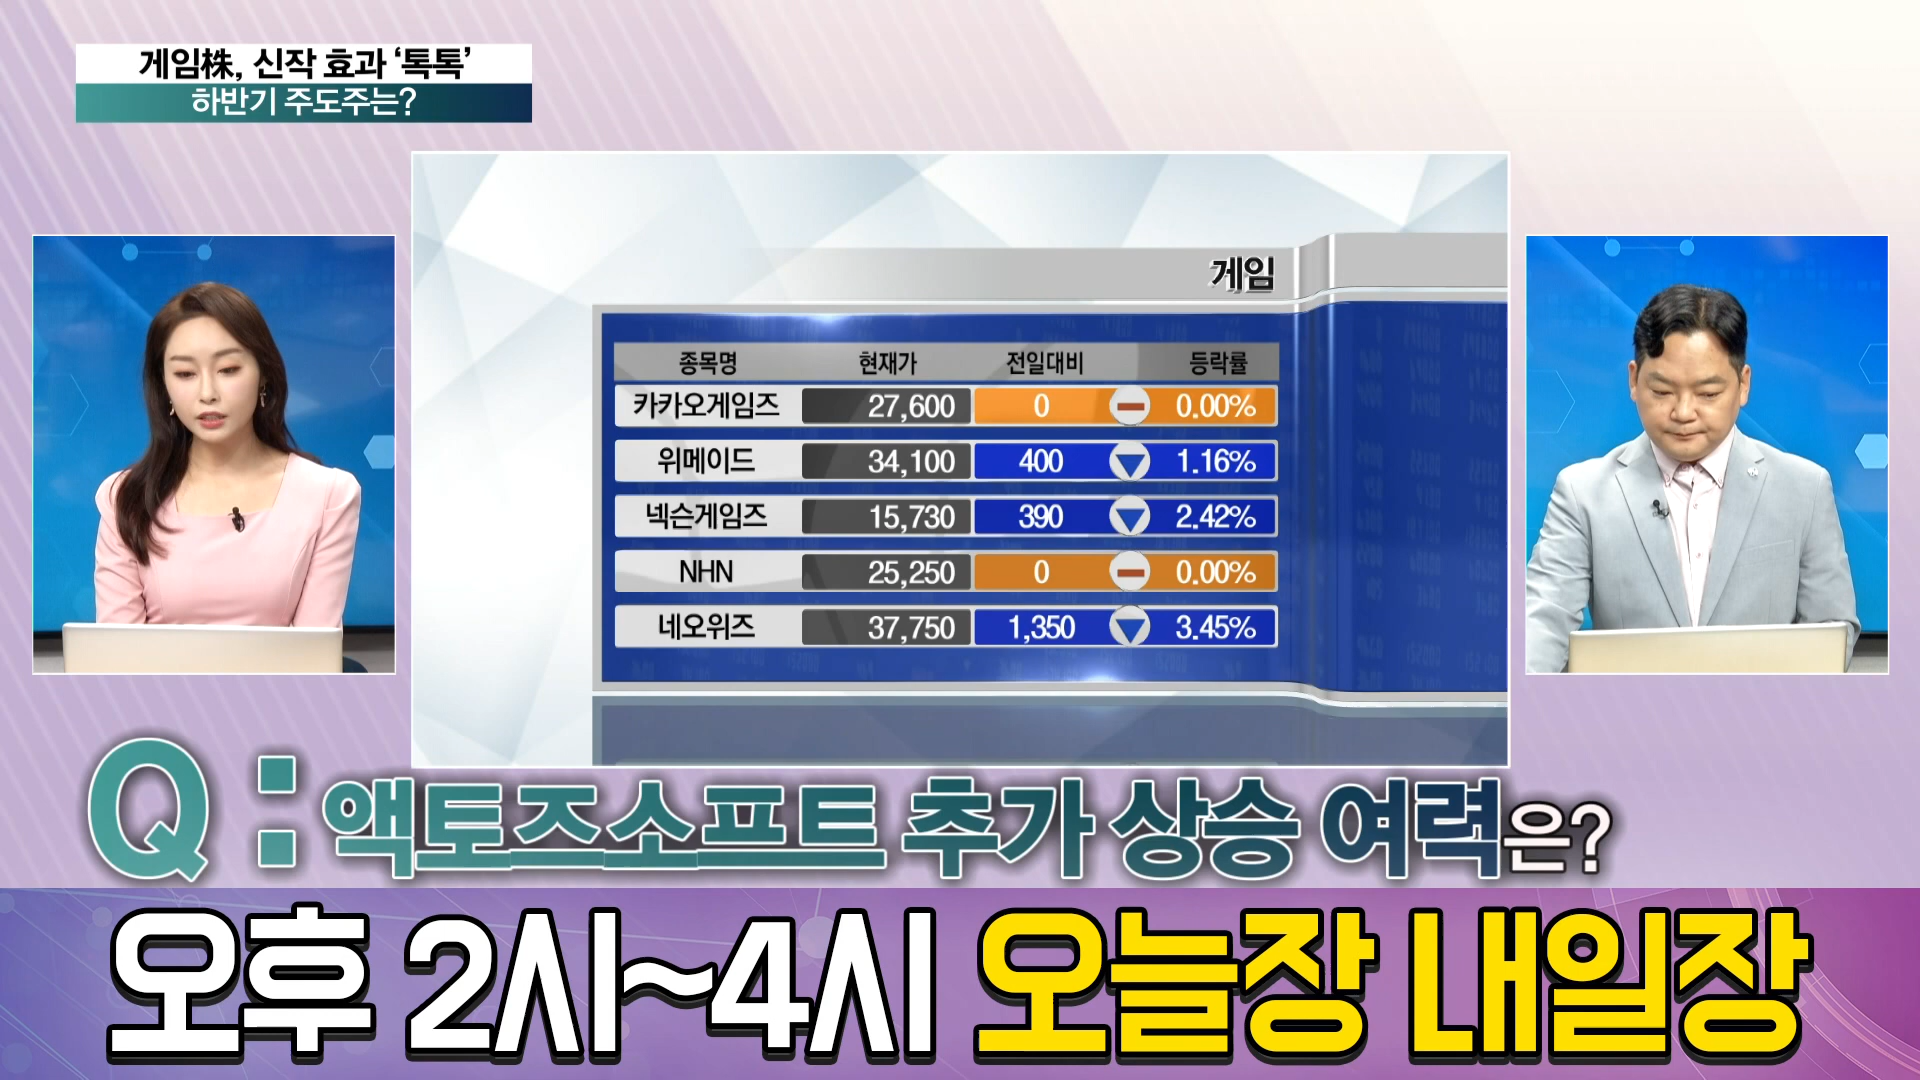 게임株, 신작 효과 ‘톡톡’
하반기 주도주는?
게임
종목명 현재가 전일대비 등락률
카카오게임즈 27,600 0 0.00%
위메이드 34,100 400 1.16%
넥슨게임즈 15,730 390 2.42%
NHN 25,250 0 0.00%
네오위즈 37,750 1,350 3.45%
Q : 액토즈소프트 추가 상승 여력은?
오후 2시~4시 오늘장 내일장